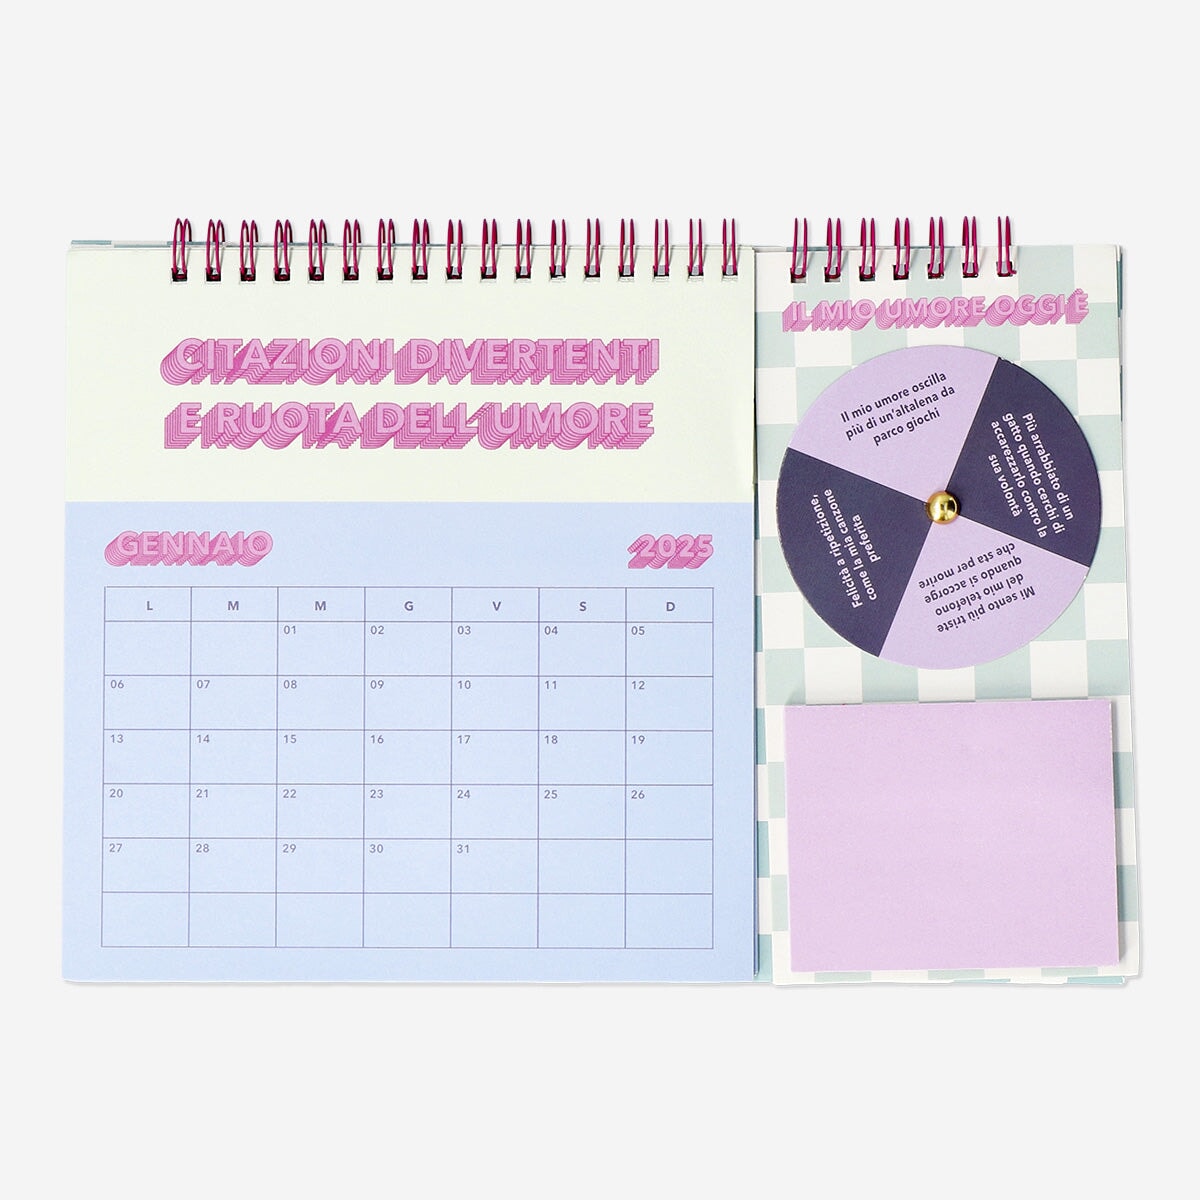 CITAZIONI DIVERTENTI
E RUOTA DELL'UMORE
GENNAIO 2025
L M M G V S D
01 02 03 04 05
06 07 08 09 10 11 12
13 14 15 16 17 18 19
20 21 22 23 24 25 26
27 28 29 30 31
IL MIO UMORE OGGI È
Il mio umore oscilla
più di un'altalena da
parco giochi
Più arrabbiato di un
gatto quando cerchi di
accarezzarlo contro la
sua volontà
Mi sento più triste
del mio telefono
quando si accorge
che sta per morire
Felicità a ripetizione,
come la mia canzone
preferita